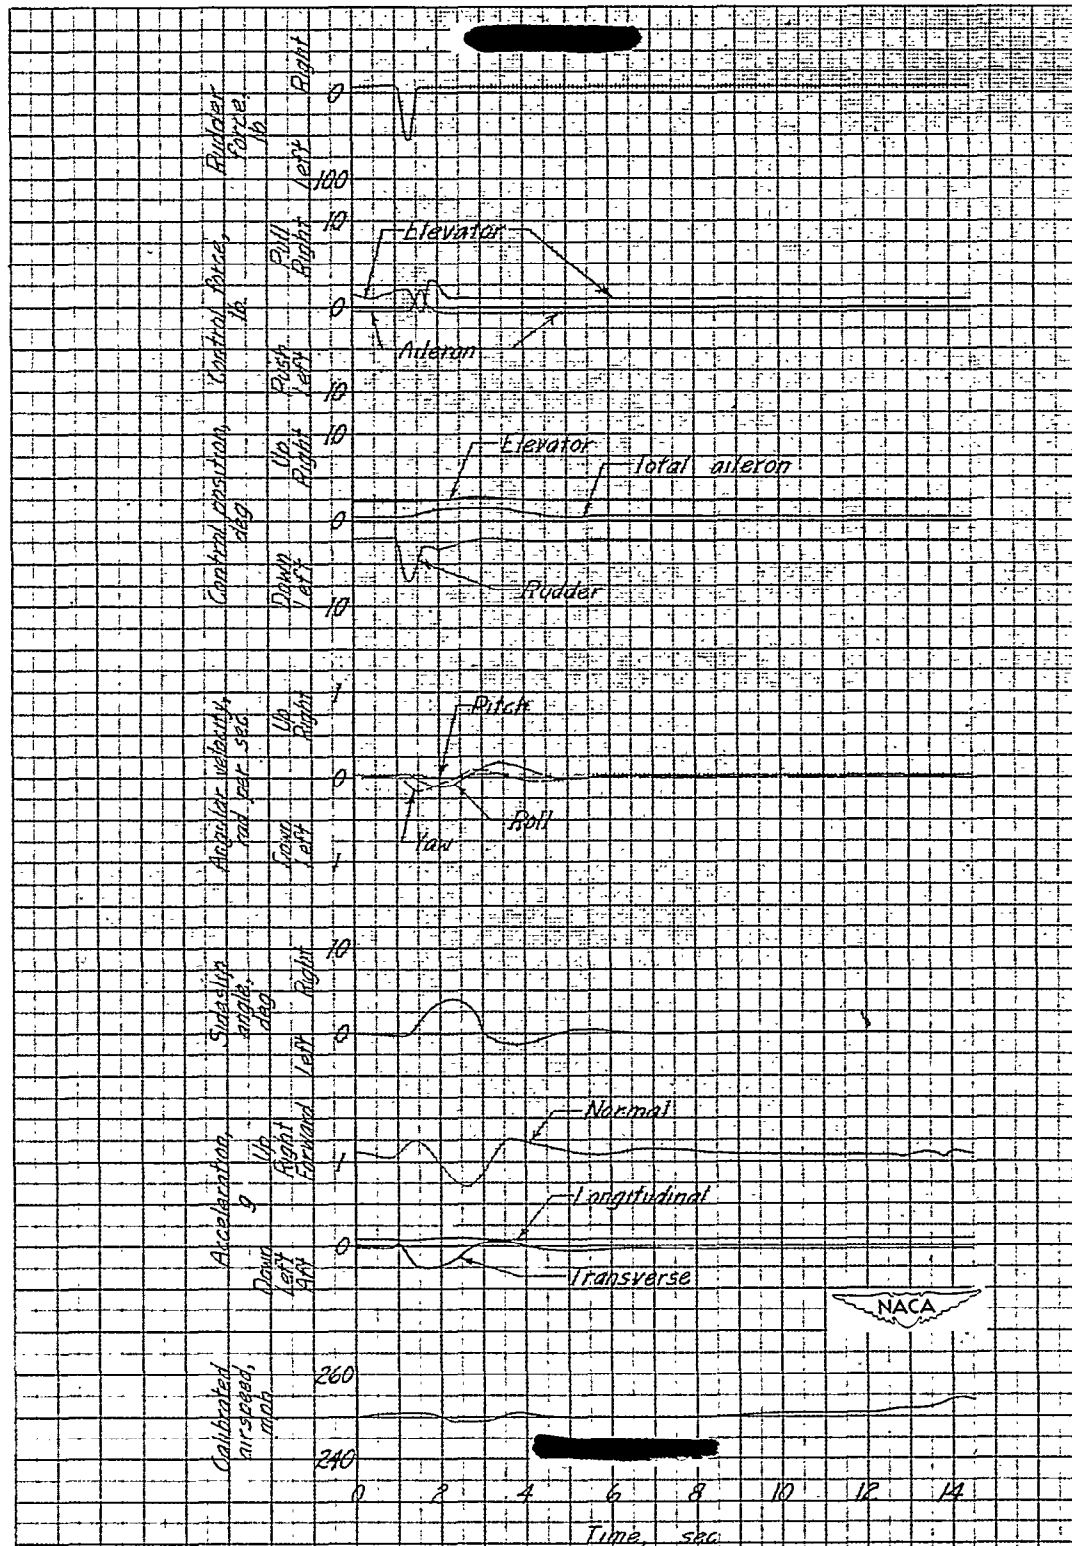 Rudder force, lb
Left Right
0
100
Control force, lb
Push Left Pull Right
10
0
10
Elevator
Aileron
Control position, deg
Down Left Up Right
10
0
10
Elevator
Total aileron
Rudder
Angular velocity, rad per sec
Down Left Up Right
1
0
1
Pitch
Roll
Yaw
Sideslip angle, deg
Left Right
10
0
Acceleration, g
Down Left Aft Up Right Forward
1
0
Normal
Longitudinal
Transverse
NACA
Calibrated airspeed, mph
260
240
0 2 4 6 8 10 12 14
Time, sec